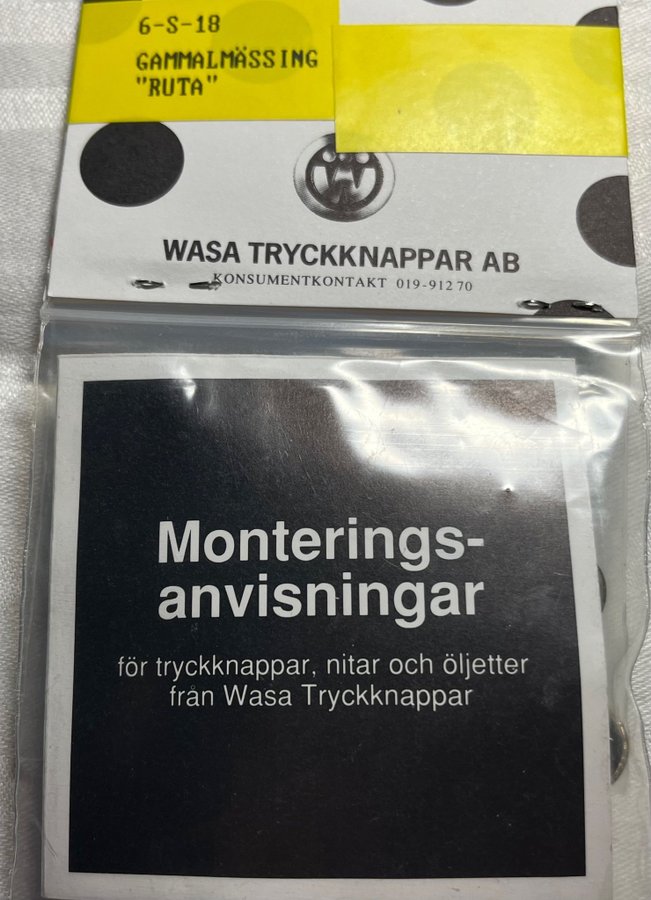 6-S-18
GAMMALMÄSSING
"RUTA"
WASA TRYCKKNAPPAR AB
KONSUMENTKONTAKT 019-912 70
Monterings-
anvisningar
för tryckknappar, nitar och öljetter
från Wasa Tryckknappar